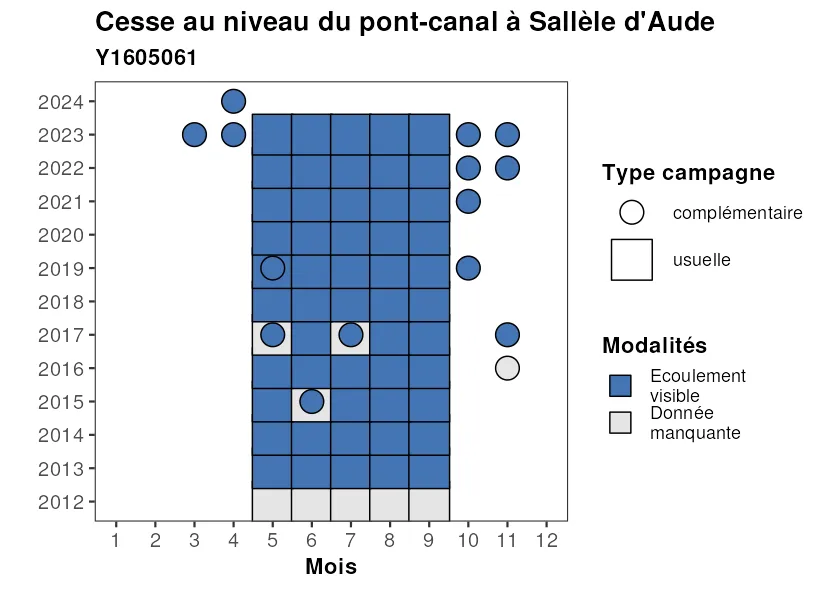 Cesse au niveau du pont-canal à Sallèle d'Aude
Y1605061
2024
2023
2022
2021
2020
2019
2018
2017
2016
2015
2014
2013
2012
1 2 3 4 5 6 7 8 9 10 11 12
Mois
Type campagne
complémentaire
usuelle
Modalités
Ecoulement
visible
Donnée
manquante